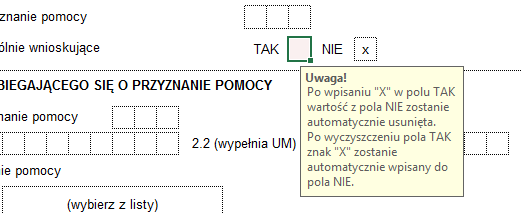 znanie pomocy
ólnie wnioskujące TAK NIE x
BIEGAJĄCEGO SIĘ O PRZYZNANIE POMOCY
Uwaga!
Po wpisaniu "X" w polu TAK
wartość z pola NIE zostanie
automatycznie usunięta.
Po wyczyszczeniu pola TAK
znak "X" zostanie
automatycznie wpisany do
pola NIE.
nanie pomocy
2.2 (wypełnia UM)
nie pomocy
(wybierz z listy)